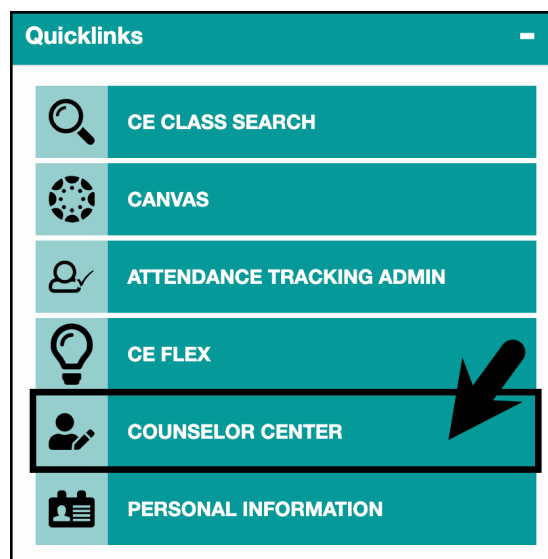 Quicklinks
CE CLASS SEARCH
CANVAS
ATTENDANCE TRACKING ADMIN
CE FLEX
COUNSELOR CENTER
PERSONAL INFORMATION